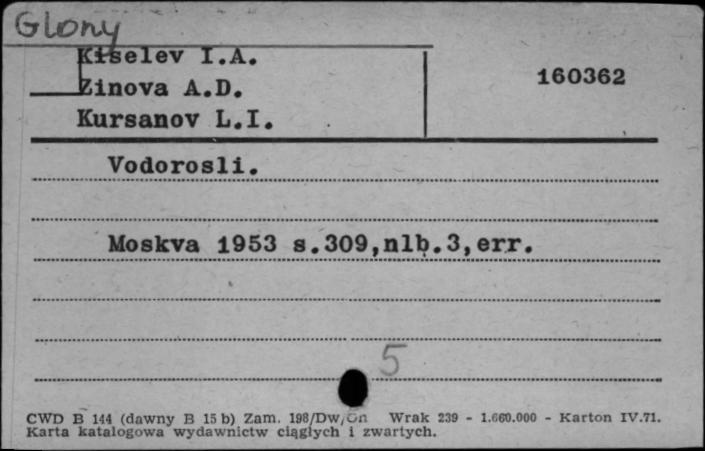 Glony
Kiselev I.A.
Zinova A.D.
160362
Kursanov L.I.
Vodorosli.
Moskva 1953 s.309,nlb.3,err.
5
CWD B 144 (dawny B 15 b) Zam. 198/Dw/ Wrak 239 - 1.660.000 - Karton IV.71.
Karta katalogowa wydawnictw ciągłych i zwartych.